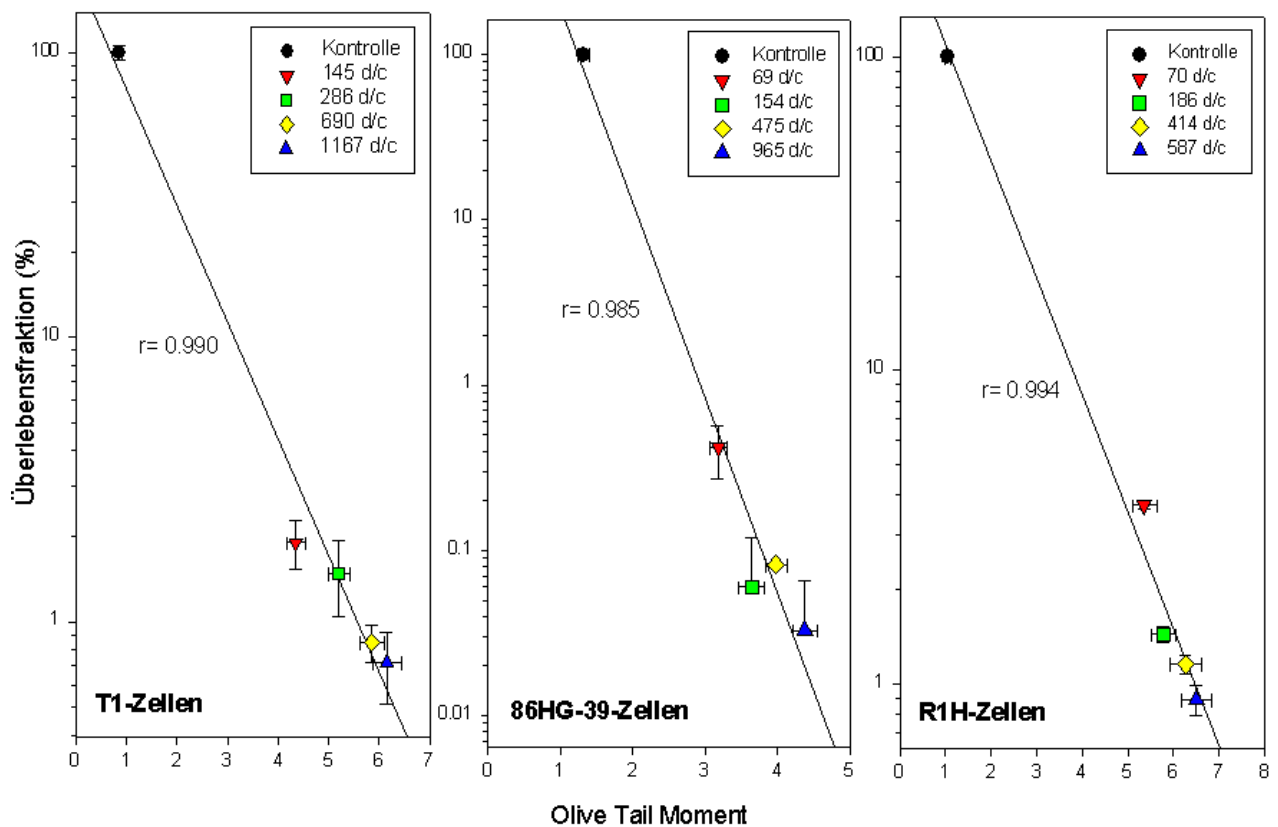 Überlebensfraktion (%)
100
10
1
Kontrolle
145 d/c
286 d/c
690 d/c
1167 d/c
r= 0.990
T1-Zellen
0 1 2 3 4 5 6 7
100
10
1
0.1
0.01
Kontrolle
69 d/c
154 d/c
475 d/c
965 d/c
r= 0.985
86HG-39-Zellen
0 1 2 3 4 5
100
10
1
Kontrolle
70 d/c
186 d/c
414 d/c
587 d/c
r= 0.994
R1H-Zellen
0 1 2 3 4 5 6 7 8
Olive Tail Moment